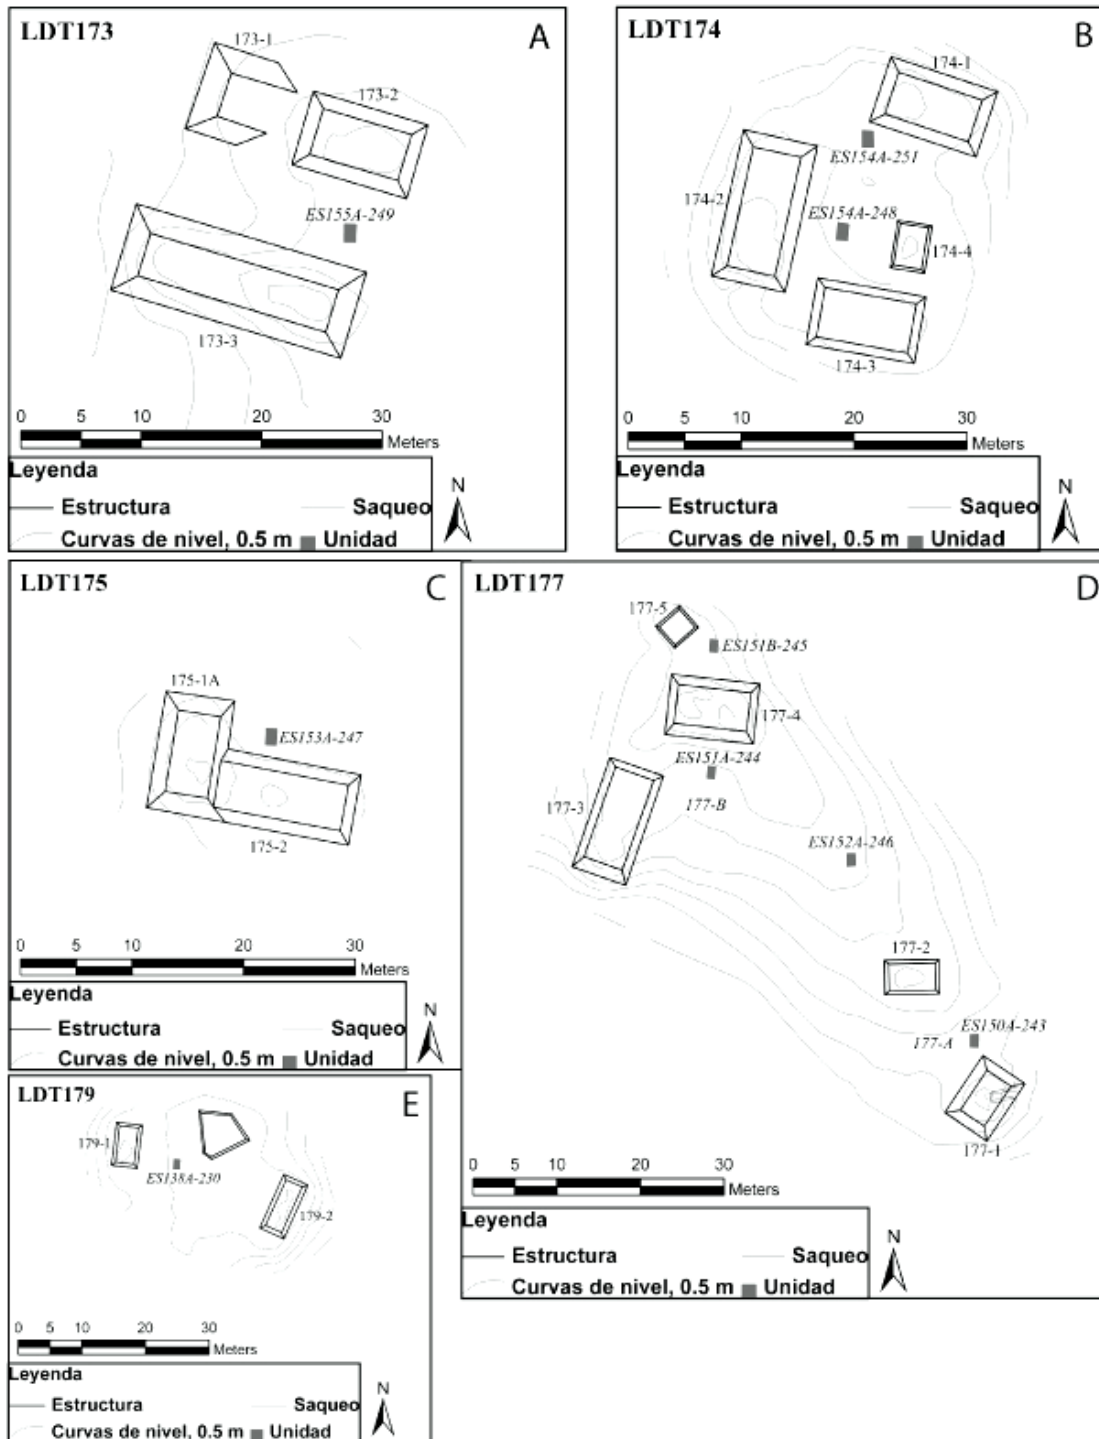 LDT173
A
173-1
173-2
ES155A-249
173-3
0 5 10 20 30
Meters
Leyenda
Estructura Saqueo
Curvas de nivel, 0.5 m Unidad
N
LDT174
B
174-1
ES154A-251
174-2
ES154A-248
174-4
174-3
0 5 10 20 30
Meters
Leyenda
Estructura Saqueo
Curvas de nivel, 0.5 m Unidad
N
LDT175
C
175-1A
ES153A-247
175-2
0 5 10 20 30
Meters
Leyenda
Estructura Saqueo
Curvas de nivel, 0.5 m Unidad
N
LDT177
D
177-5
ES151B-245
177-4
ES151A-244
177-3
177-B
ES152A-246
177-2
ES150A-243
177-A
177-1
0 5 10 20 30
Meters
Leyenda
Estructura Saqueo
Curvas de nivel, 0.5 m Unidad
N
LDT179
E
179-1
ES138A-230
179-2
0 5 10 20 30
Meters
Leyenda
Estructura Saqueo
Curvas de nivel, 0.5 m Unidad
N